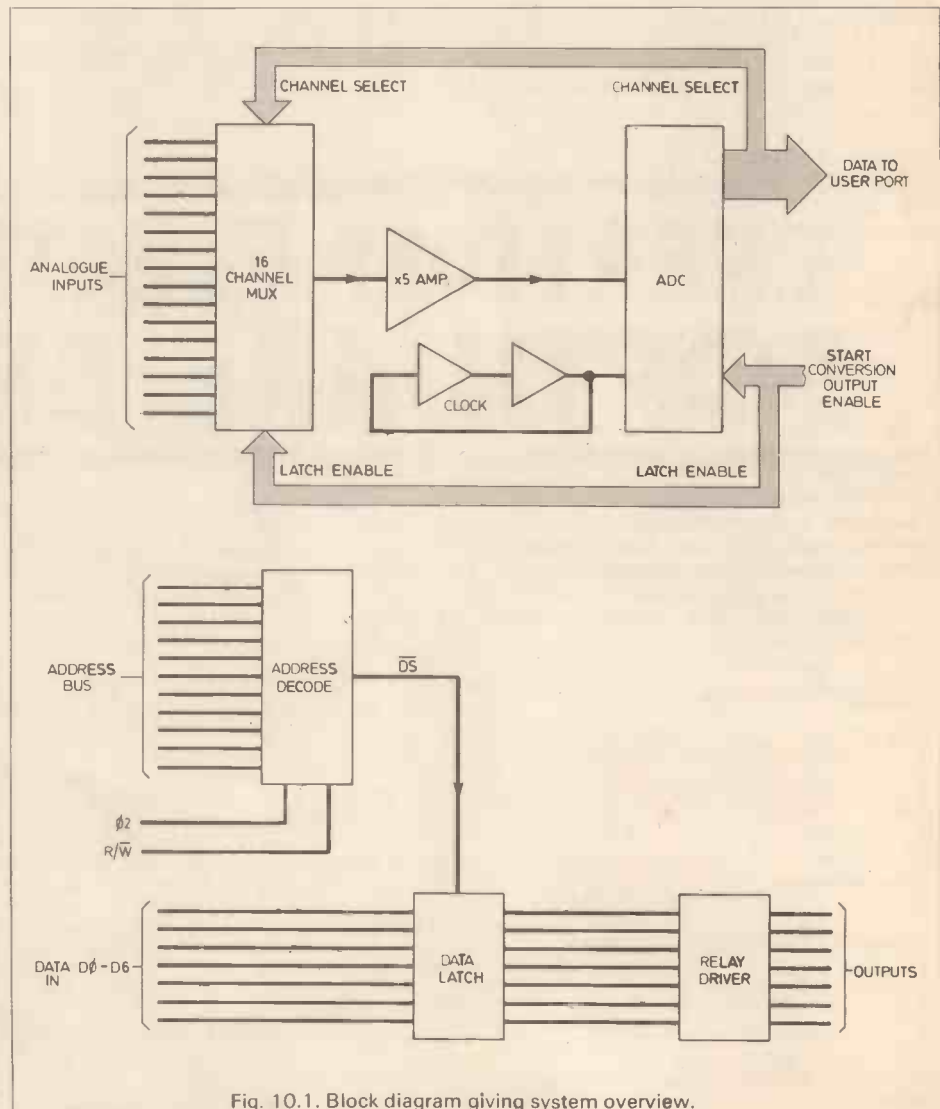 CHANNEL SELECT
CHANNEL SELECT
DATA TO
USER PORT
ANALOGUE
INPUTS
16
CHANNEL
MUX
x5 AMP
ADC
CLOCK
START
CONVERSION
OUTPUT
ENABLE
LATCH ENABLE
LATCH ENABLE
ADDRESS
BUS
ADDRESS
DECODE
D̅S̅
ϕ2
R/W̅
DATA
IN
DØ-D6
DATA
LATCH
RELAY
DRIVER
OUTPUTS
Fig. 10.1. Block diagram giving system overview.